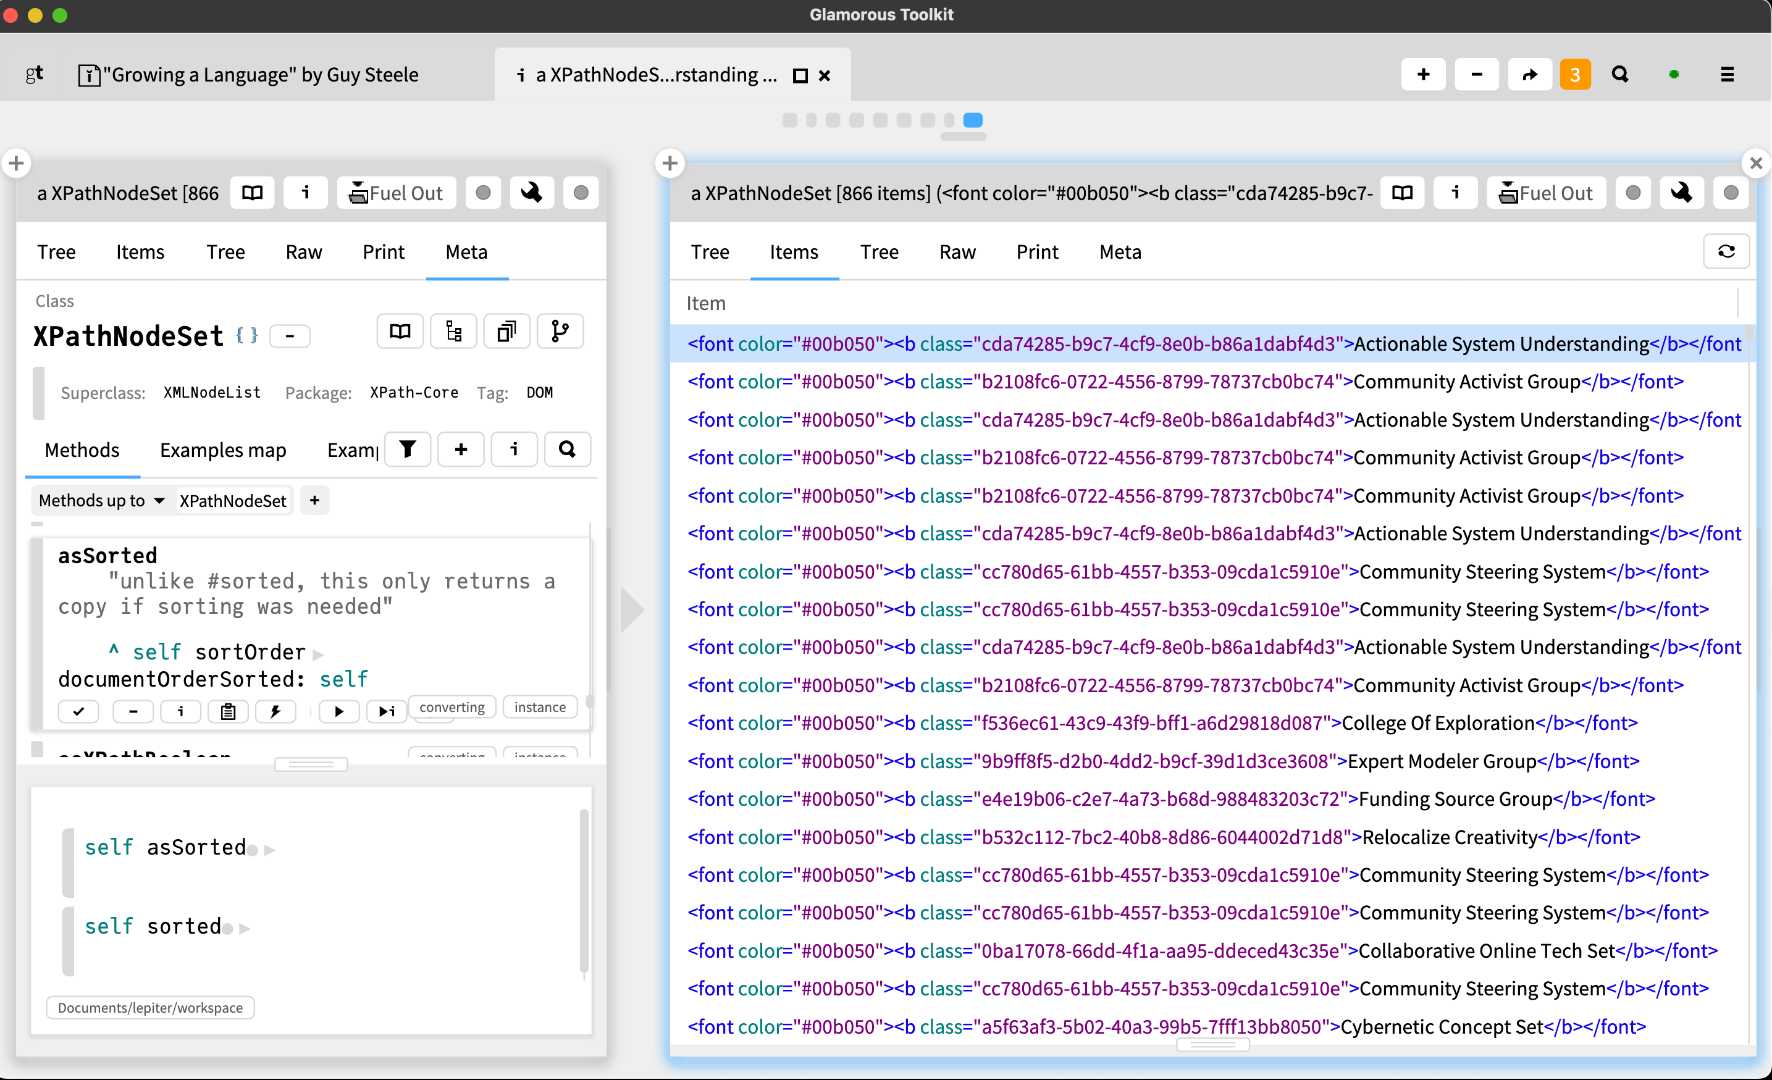 Glamorous Toolkit
gt
"Growing a Language" by Guy Steele
i a XPathNodeS...rstanding ...
3
a XPathNodeSet [866
i
Fuel Out
Tree Items Tree Raw Print Meta
Class
XPathNodeSet { } -
Superclass: XMLNodeList Package: XPath-Core Tag: DOM
Methods Examples map Exam
i
Methods up to XPathNodeSet +
asSorted
"unlike #sorted, this only returns a
copy if sorting was needed"
^ self sortOrder
documentOrderSorted: self
i
converting instance
asXPathBoolean converting instance
self asSorted
self sorted
Documents/lepiter/workspace
a XPathNodeSet [866 items] (<font color="#00b050"><b class="cda74285-b9c7-
i
Fuel Out
Tree Items Tree Raw Print Meta
Item
<font color="#00b050"><b class="cda74285-b9c7-4cf9-8e0b-b86a1dabf4d3">Actionable System Understanding</b></font
<font color="#00b050"><b class="b2108fc6-0722-4556-8799-78737cb0bc74">Community Activist Group</b></font>
<font color="#00b050"><b class="cda74285-b9c7-4cf9-8e0b-b86a1dabf4d3">Actionable System Understanding</b></font
<font color="#00b050"><b class="b2108fc6-0722-4556-8799-78737cb0bc74">Community Activist Group</b></font>
<font color="#00b050"><b class="b2108fc6-0722-4556-8799-78737cb0bc74">Community Activist Group</b></font>
<font color="#00b050"><b class="cda74285-b9c7-4cf9-8e0b-b86a1dabf4d3">Actionable System Understanding</b></font
<font color="#00b050"><b class="cc780d65-61bb-4557-b353-09cda1c5910e">Community Steering System</b></font>
<font color="#00b050"><b class="cc780d65-61bb-4557-b353-09cda1c5910e">Community Steering System</b></font>
<font color="#00b050"><b class="cda74285-b9c7-4cf9-8e0b-b86a1dabf4d3">Actionable System Understanding</b></font
<font color="#00b050"><b class="b2108fc6-0722-4556-8799-78737cb0bc74">Community Activist Group</b></font>
<font color="#00b050"><b class="f536ec61-43c9-43f9-bff1-a6d29818d087">College Of Exploration</b></font>
<font color="#00b050"><b class="9b9ff8f5-d2b0-4dd2-b9cf-39d1d3ce3608">Expert Modeler Group</b></font>
<font color="#00b050"><b class="e4e19b06-c2e7-4a73-b68d-988483203c72">Funding Source Group</b></font>
<font color="#00b050"><b class="b532c112-7bc2-40b8-8d86-6044002d71d8">Relocalize Creativity</b></font>
<font color="#00b050"><b class="cc780d65-61bb-4557-b353-09cda1c5910e">Community Steering System</b></font>
<font color="#00b050"><b class="cc780d65-61bb-4557-b353-09cda1c5910e">Community Steering System</b></font>
<font color="#00b050"><b class="0ba17078-66dd-4f1a-aa95-ddeced43c35e">Collaborative Online Tech Set</b></font>
<font color="#00b050"><b class="cc780d65-61bb-4557-b353-09cda1c5910e">Community Steering System</b></font>
<font color="#00b050"><b class="a5f63af3-5b02-40a3-99b5-7fff13bb8050">Cybernetic Concept Set</b></font>